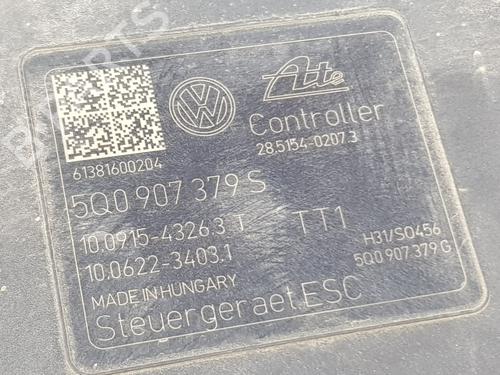 Ate
Controller
28.5154-0207.3
61381600204
5Q0 907 379 S
10.0915-4326.3 T TT1
10.0622-3403.1
H31/S0456
5Q0 907 379 G
MADE IN HUNGARY
Steuergeraet ESC